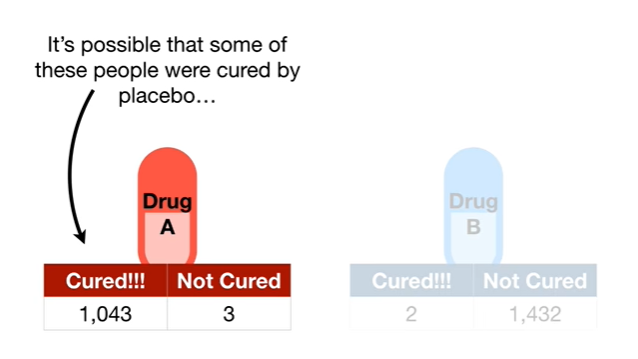 It's possible that some of
these people were cured by
placebo…
Drug
A
Cured!!! Not Cured
1,043 3
Drug
B
Cured!!! Not Cured
2 1,432